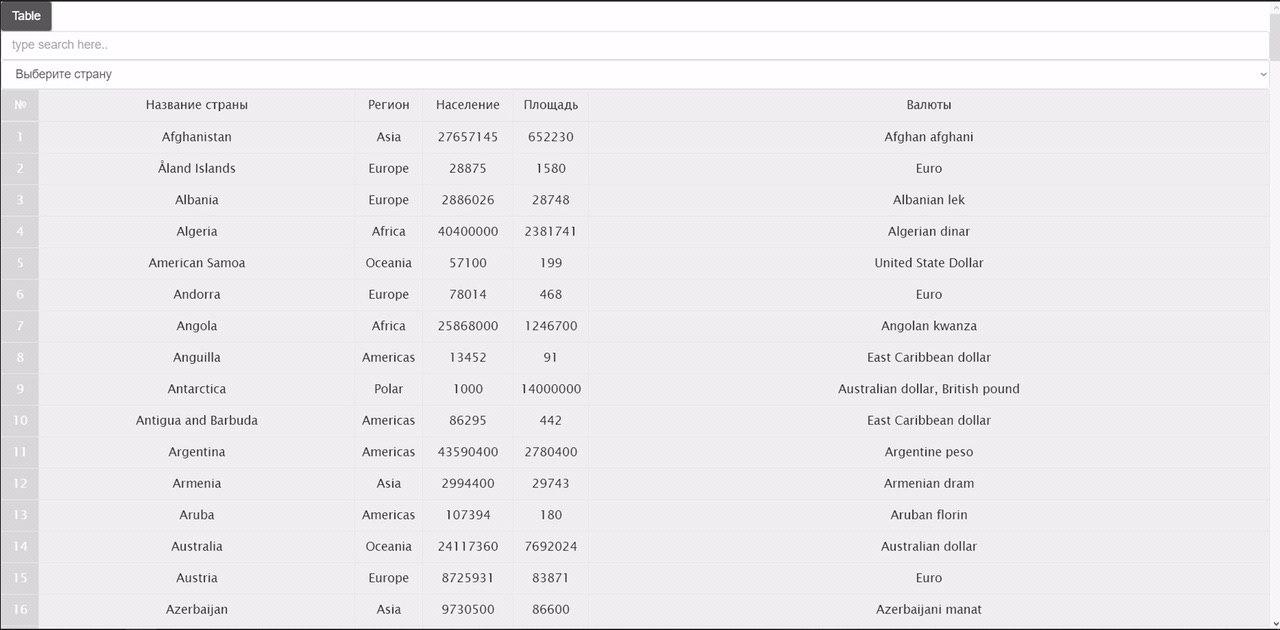 Table
type search here..
Выберите страну
№ Название страны Регион Население Площадь Валюты
1 Afghanistan Asia 27657145 652230 Afghan afghani
2 Åland Islands Europe 28875 1580 Euro
3 Albania Europe 2886026 28748 Albanian lek
4 Algeria Africa 40400000 2381741 Algerian dinar
5 American Samoa Oceania 57100 199 United State Dollar
6 Andorra Europe 78014 468 Euro
7 Angola Africa 25868000 1246700 Angolan kwanza
8 Anguilla Americas 13452 91 East Caribbean dollar
9 Antarctica Polar 1000 14000000 Australian dollar, British pound
10 Antigua and Barbuda Americas 86295 442 East Caribbean dollar
11 Argentina Americas 43590400 2780400 Argentine peso
12 Armenia Asia 2994400 29743 Armenian dram
13 Aruba Americas 107394 180 Aruban florin
14 Australia Oceania 24117360 7692024 Australian dollar
15 Austria Europe 8725931 83871 Euro
16 Azerbaijan Asia 9730500 86600 Azerbaijani manat